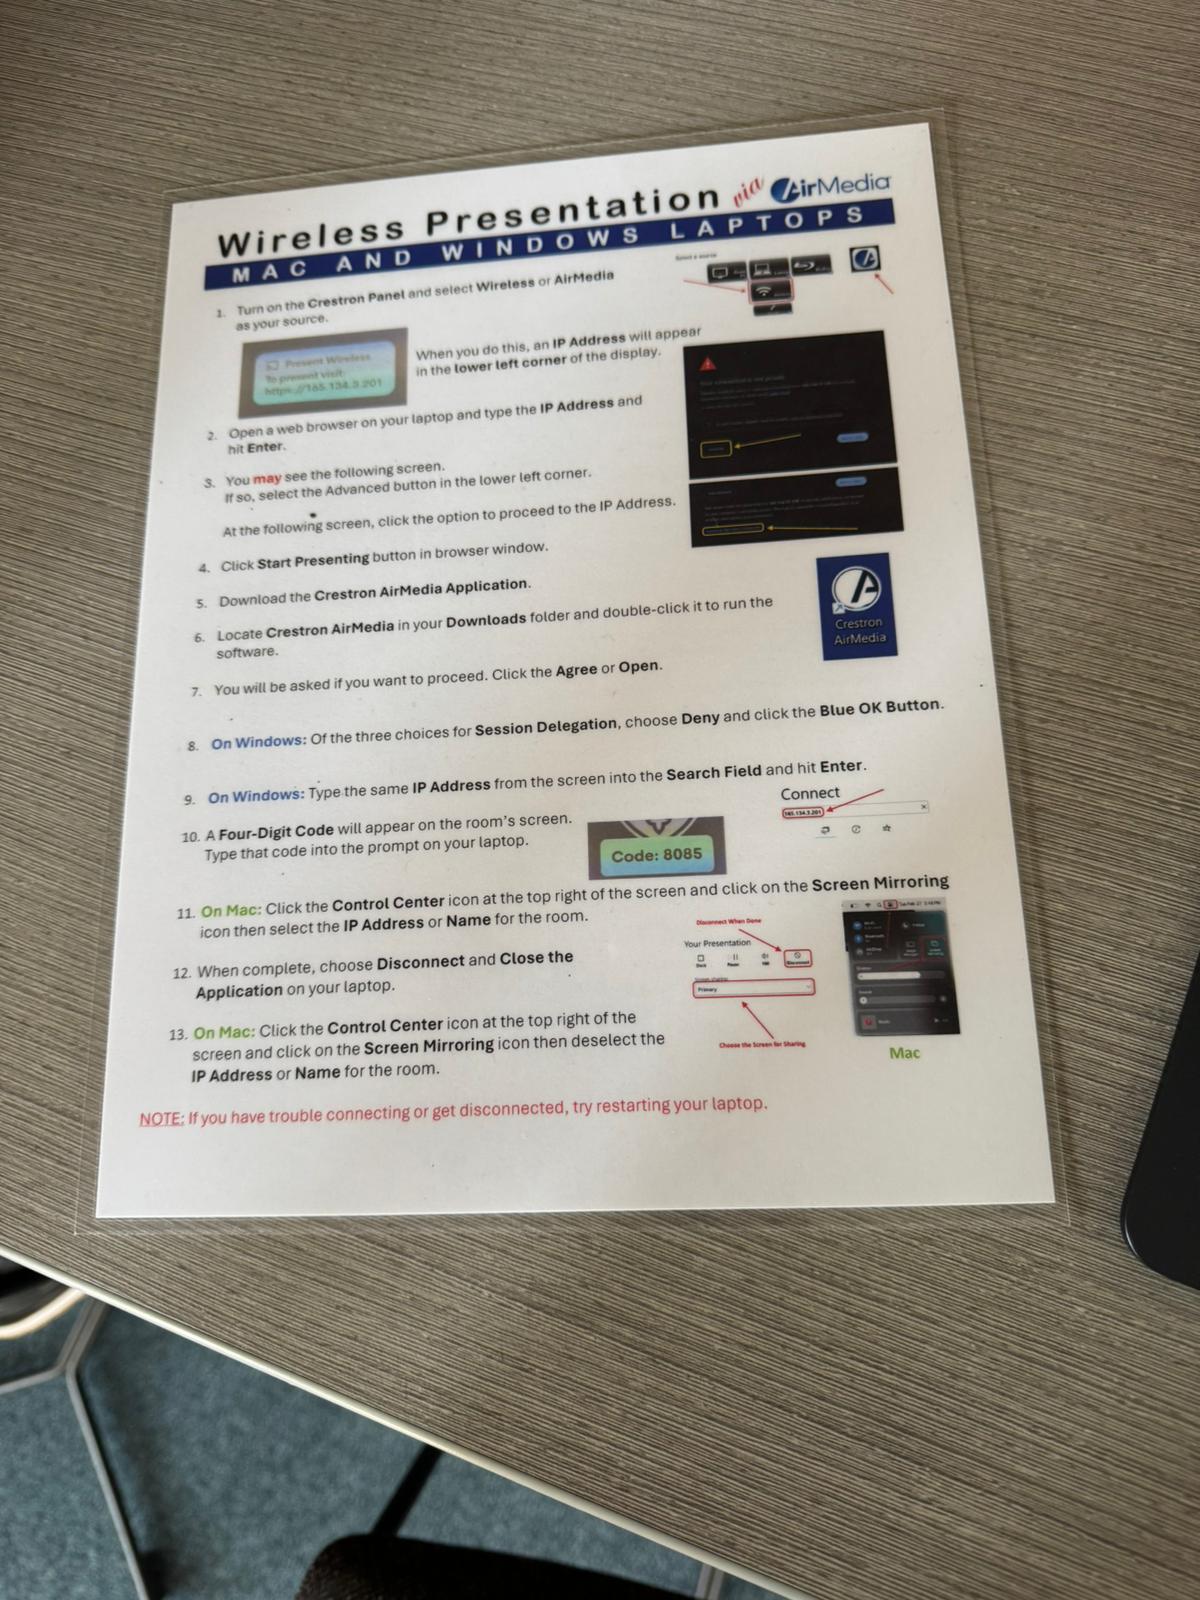 Wireless Presentation via AirMedia
MAC AND WINDOWS LAPTOPS
Select a source
1. Turn on the Crestron Panel and select Wireless or AirMedia
as your source.
Present Wireless
To present visit:
https://165.134.3.201
When you do this, an IP Address will appear
in the lower left corner of the display.
2. Open a web browser on your laptop and type the IP Address and
hit Enter.
3. You may see the following screen.
If so, select the Advanced button in the lower left corner.
At the following screen, click the option to proceed to the IP Address.
4. Click Start Presenting button in browser window.
5. Download the Crestron AirMedia Application.
6. Locate Crestron AirMedia in your Downloads folder and double-click it to run the
software.
Crestron
AirMedia
7. You will be asked if you want to proceed. Click the Agree or Open.
8. On Windows: Of the three choices for Session Delegation, choose Deny and click the Blue OK Button.
9. On Windows: Type the same IP Address from the screen into the Search Field and hit Enter.
Connect
165.134.3.201
10. A Four-Digit Code will appear on the room's screen.
Type that code into the prompt on your laptop.
Code: 8085
11. On Mac: Click the Control Center icon at the top right of the screen and click on the Screen Mirroring
icon then select the IP Address or Name for the room.
Disconnect When Done
Your Presentation
Pause
Disconnect
Primary
Choose the Screen for Sharing
Mac
12. When complete, choose Disconnect and Close the
Application on your laptop.
13. On Mac: Click the Control Center icon at the top right of the
screen and click on the Screen Mirroring icon then deselect the
IP Address or Name for the room.
NOTE: If you have trouble connecting or get disconnected, try restarting your laptop.